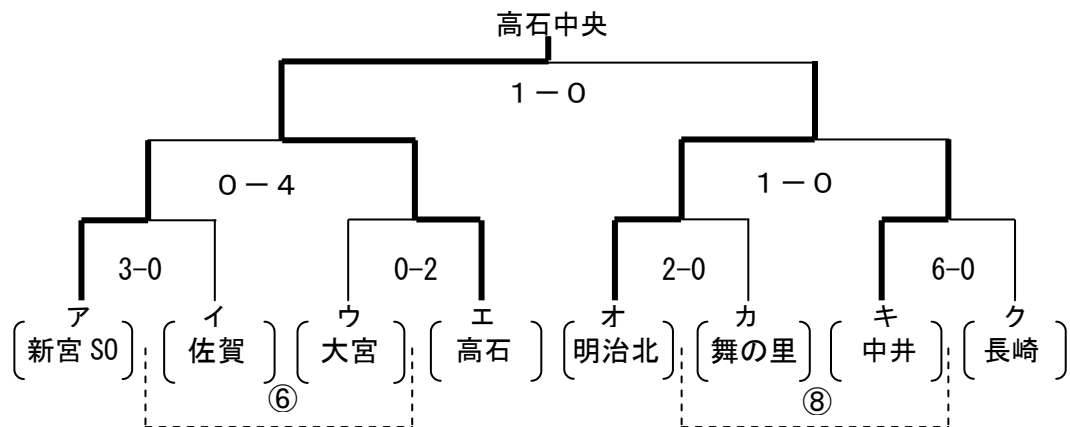 高石中央
１－０
０－４
１－０
3-0
0-2
2-0
6-0
ア イ ウ エ オ カ キ ク
新宮SO 佐賀 大宮 高石 明治北 舞の里 中井 長崎
⑥ ⑧